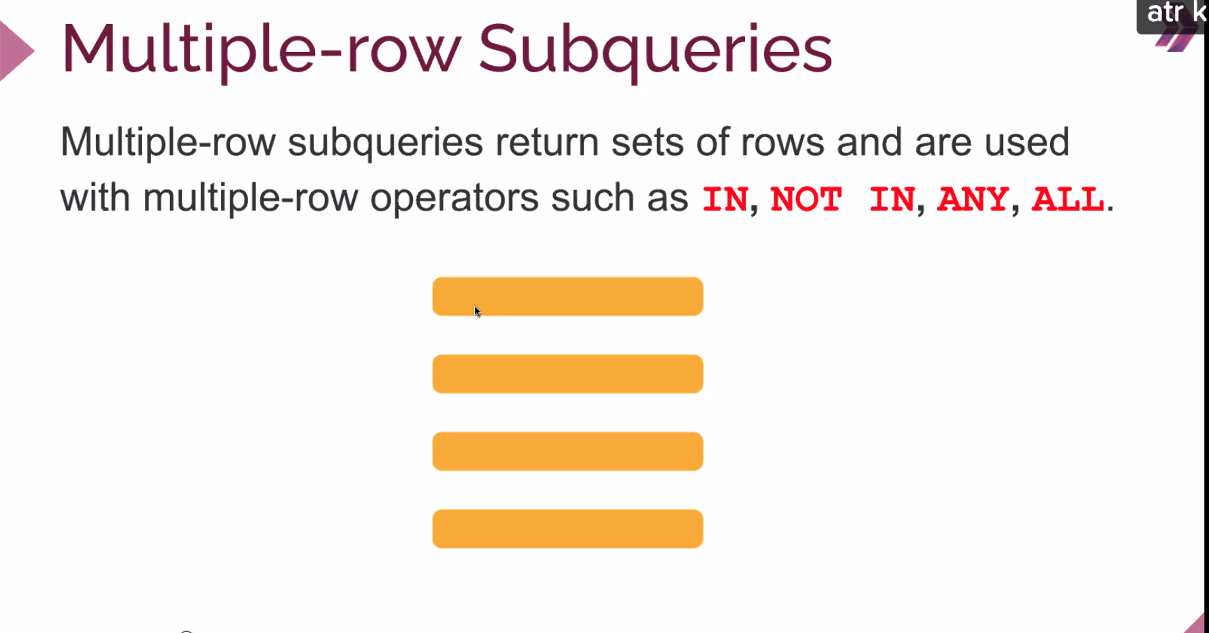 atr k
Multiple-row Subqueries
Multiple-row subqueries return sets of rows and are used
with multiple-row operators such as IN, NOT IN, ANY, ALL.